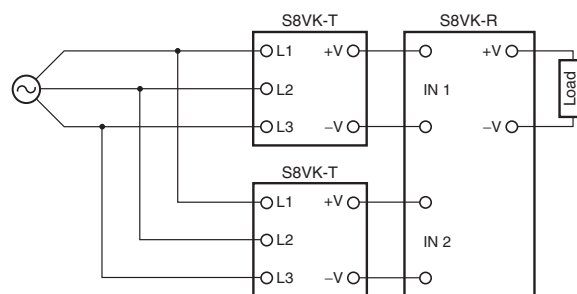 S8VK-T
S8VK-R
L1
+V
+V
L2
IN 1
Load
L3
−V
−V
S8VK-T
L1
+V
L2
IN 2
L3
−V